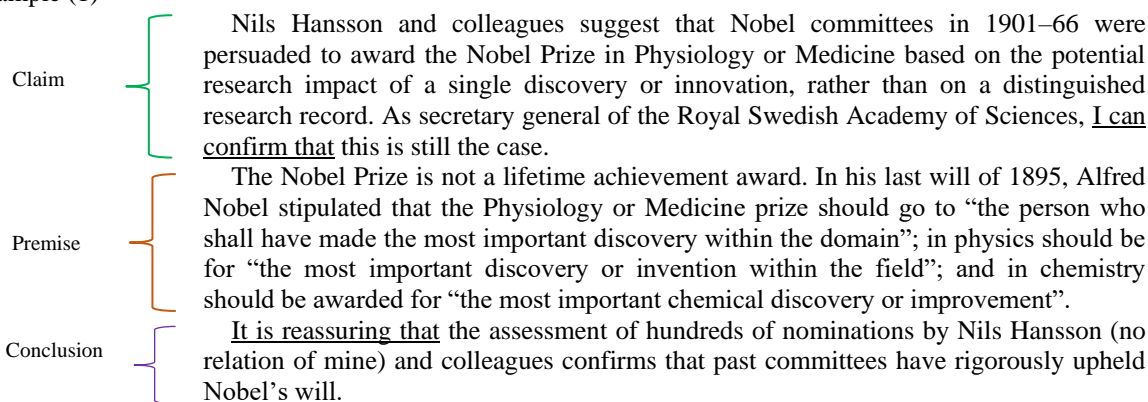 Nils Hansson and colleagues suggest that Nobel committees in 1901–66 were
persuaded to award the Nobel Prize in Physiology or Medicine based on the potential
Claim
research impact of a single discovery or innovation, rather than on a distinguished
research record. As secretary general of the Royal Swedish Academy of Sciences, I can
confirm that this is still the case.
The Nobel Prize is not a lifetime achievement award. In his last will of 1895, Alfred
Nobel stipulated that the Physiology or Medicine prize should go to “the person who
Premise
shall have made the most important discovery within the domain”; in physics should be
for “the most important discovery or invention within the field”; and in chemistry
should be awarded for “the most important chemical discovery or improvement”.
It is reassuring that the assessment of hundreds of nominations by Nils Hansson (no
Conclusion
relation of mine) and colleagues confirms that past committees have rigorously upheld
Nobel’s will.